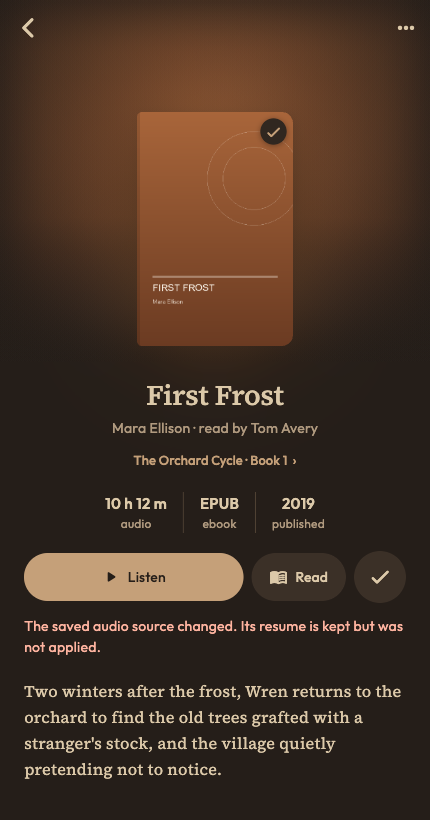 FIRST FROST
Mara Ellison
First Frost
Mara Ellison · read by Tom Avery
The Orchard Cycle · Book 1 ›
10 h 12 m
audio
EPUB
ebook
2019
published
Listen
Read
The saved audio source changed. Its resume is kept but was
not applied.
Two winters after the frost, Wren returns to the
orchard to find the old trees grafted with a
stranger's stock, and the village quietly
pretending not to notice.